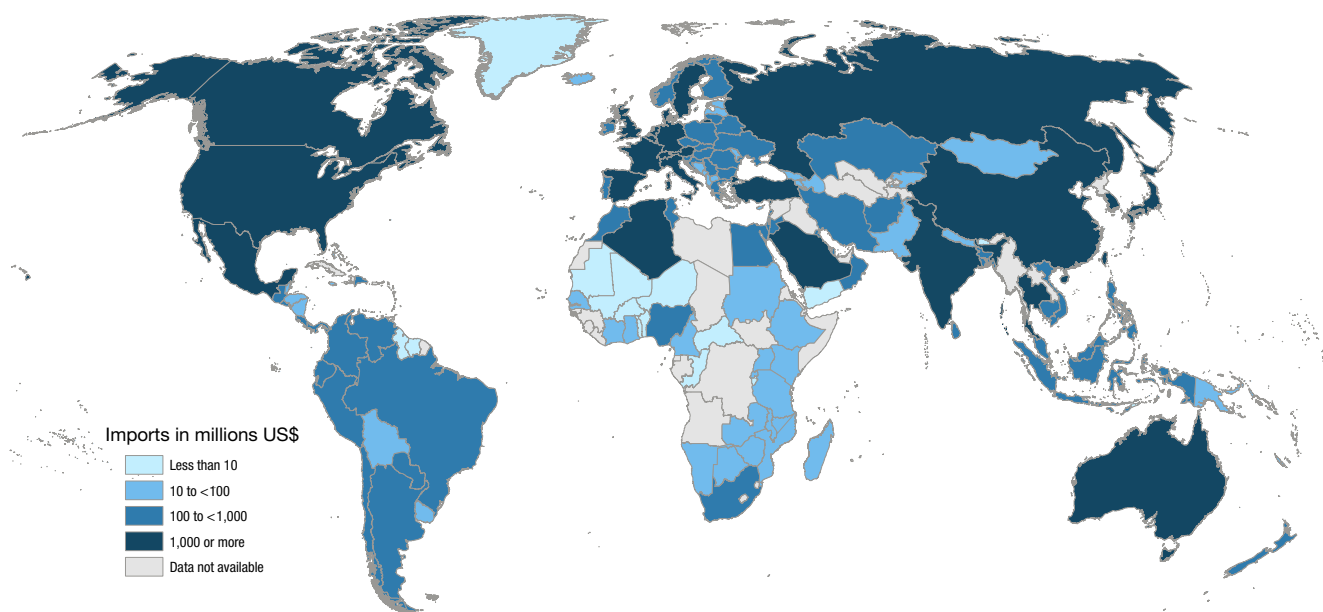 Imports in millions US$
Less than 10
10 to <100
100 to <1,000
1,000 or more
Data not available